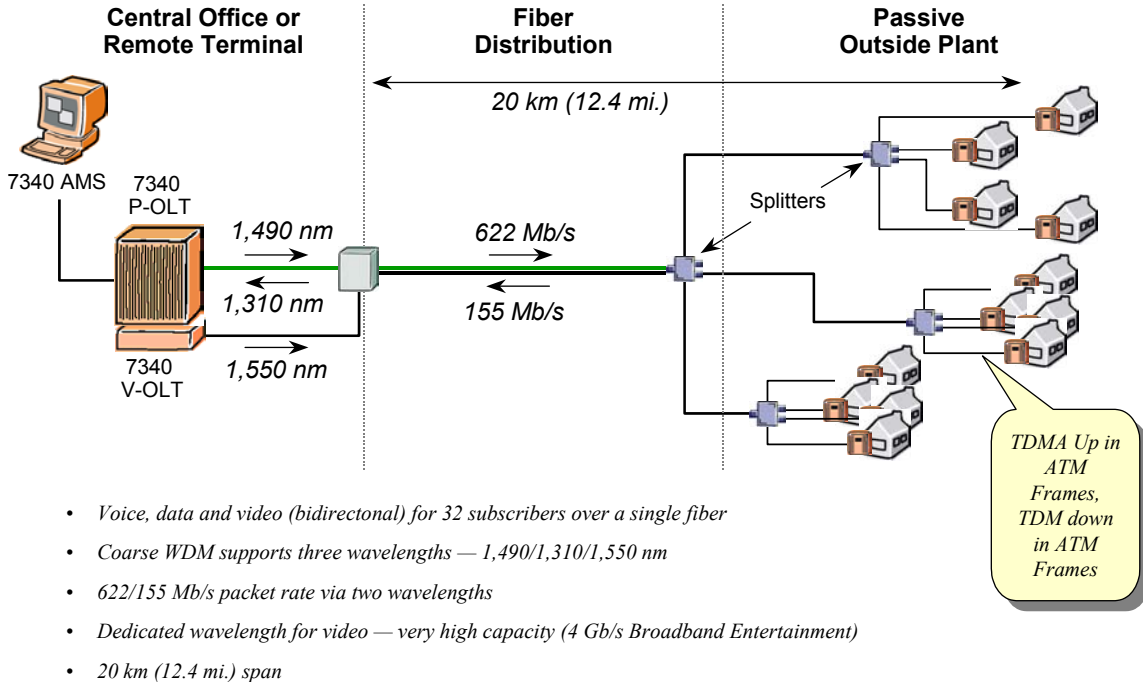 Central Office or
Remote Terminal
Fiber
Distribution
Passive
Outside Plant
20 km (12.4 mi.)
7340 AMS
7340
P-OLT
1,490 nm
1,310 nm
622 Mb/s
155 Mb/s
Splitters
7340
V-OLT
1,550 nm
TDMA Up in
ATM
Frames,
TDM down
in ATM
Frames
• Voice, data and video (bidirectonal) for 32 subscribers over a single fiber
• Coarse WDM supports three wavelengths — 1,490/1,310/1,550 nm
• 622/155 Mb/s packet rate via two wavelengths
• Dedicated wavelength for video — very high capacity (4 Gb/s Broadband Entertainment)
• 20 km (12.4 mi.) span